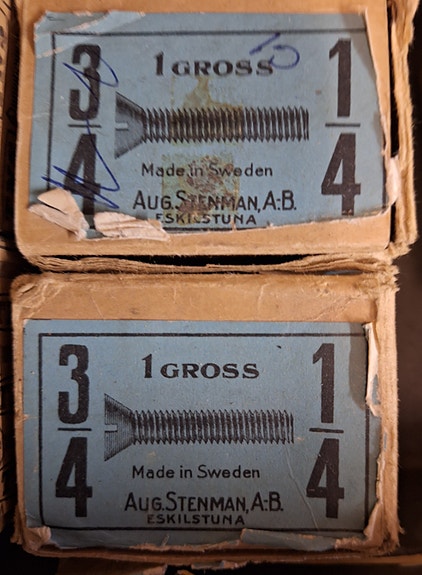 3/4 1 GROSS 1/4
Made in Sweden
AUG. STENMAN, A.-B.
ESKILSTUNA
3/4 1 GROSS 1/4
Made in Sweden
AUG. STENMAN, A.-B.
ESKILSTUNA